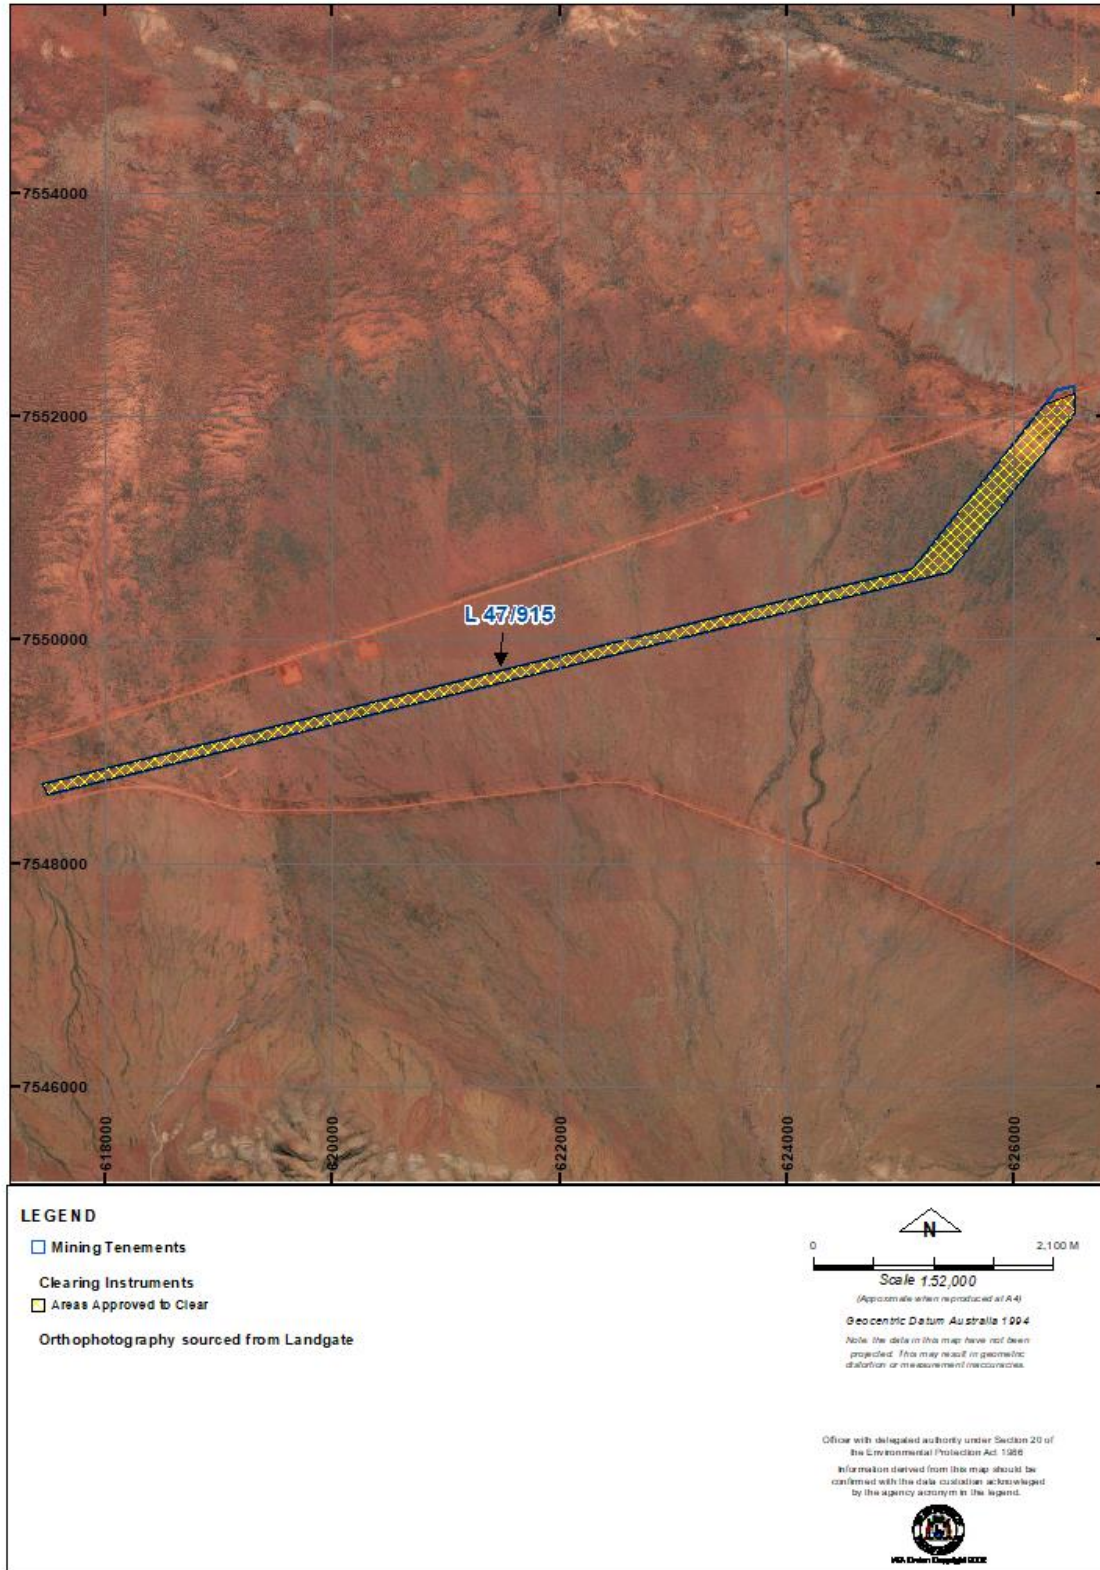 7554000
7552000
L 47/915
7550000
7548000
7546000
618000
620000
622000
624000
626000
LEGEND
Mining Tenements
Clearing Instruments
Areas Approved to Clear
Orthophotography sourced from Landgate
N
0 2,100 M
Scale 1:52,000
(Approximate when reproduced at A4)
Geocentric Datum Australia 1994
Note: the data in this map have not been
projected. This may result in geometric
distortion or measurement inaccuracies.
Officer with delegated authority under Section 20 of
the Environmental Protection Act 1986
Information derived from this map should be
confirmed with the data custodian acknowledged
by the agency acronym in the legend.
WA Crown Copyright